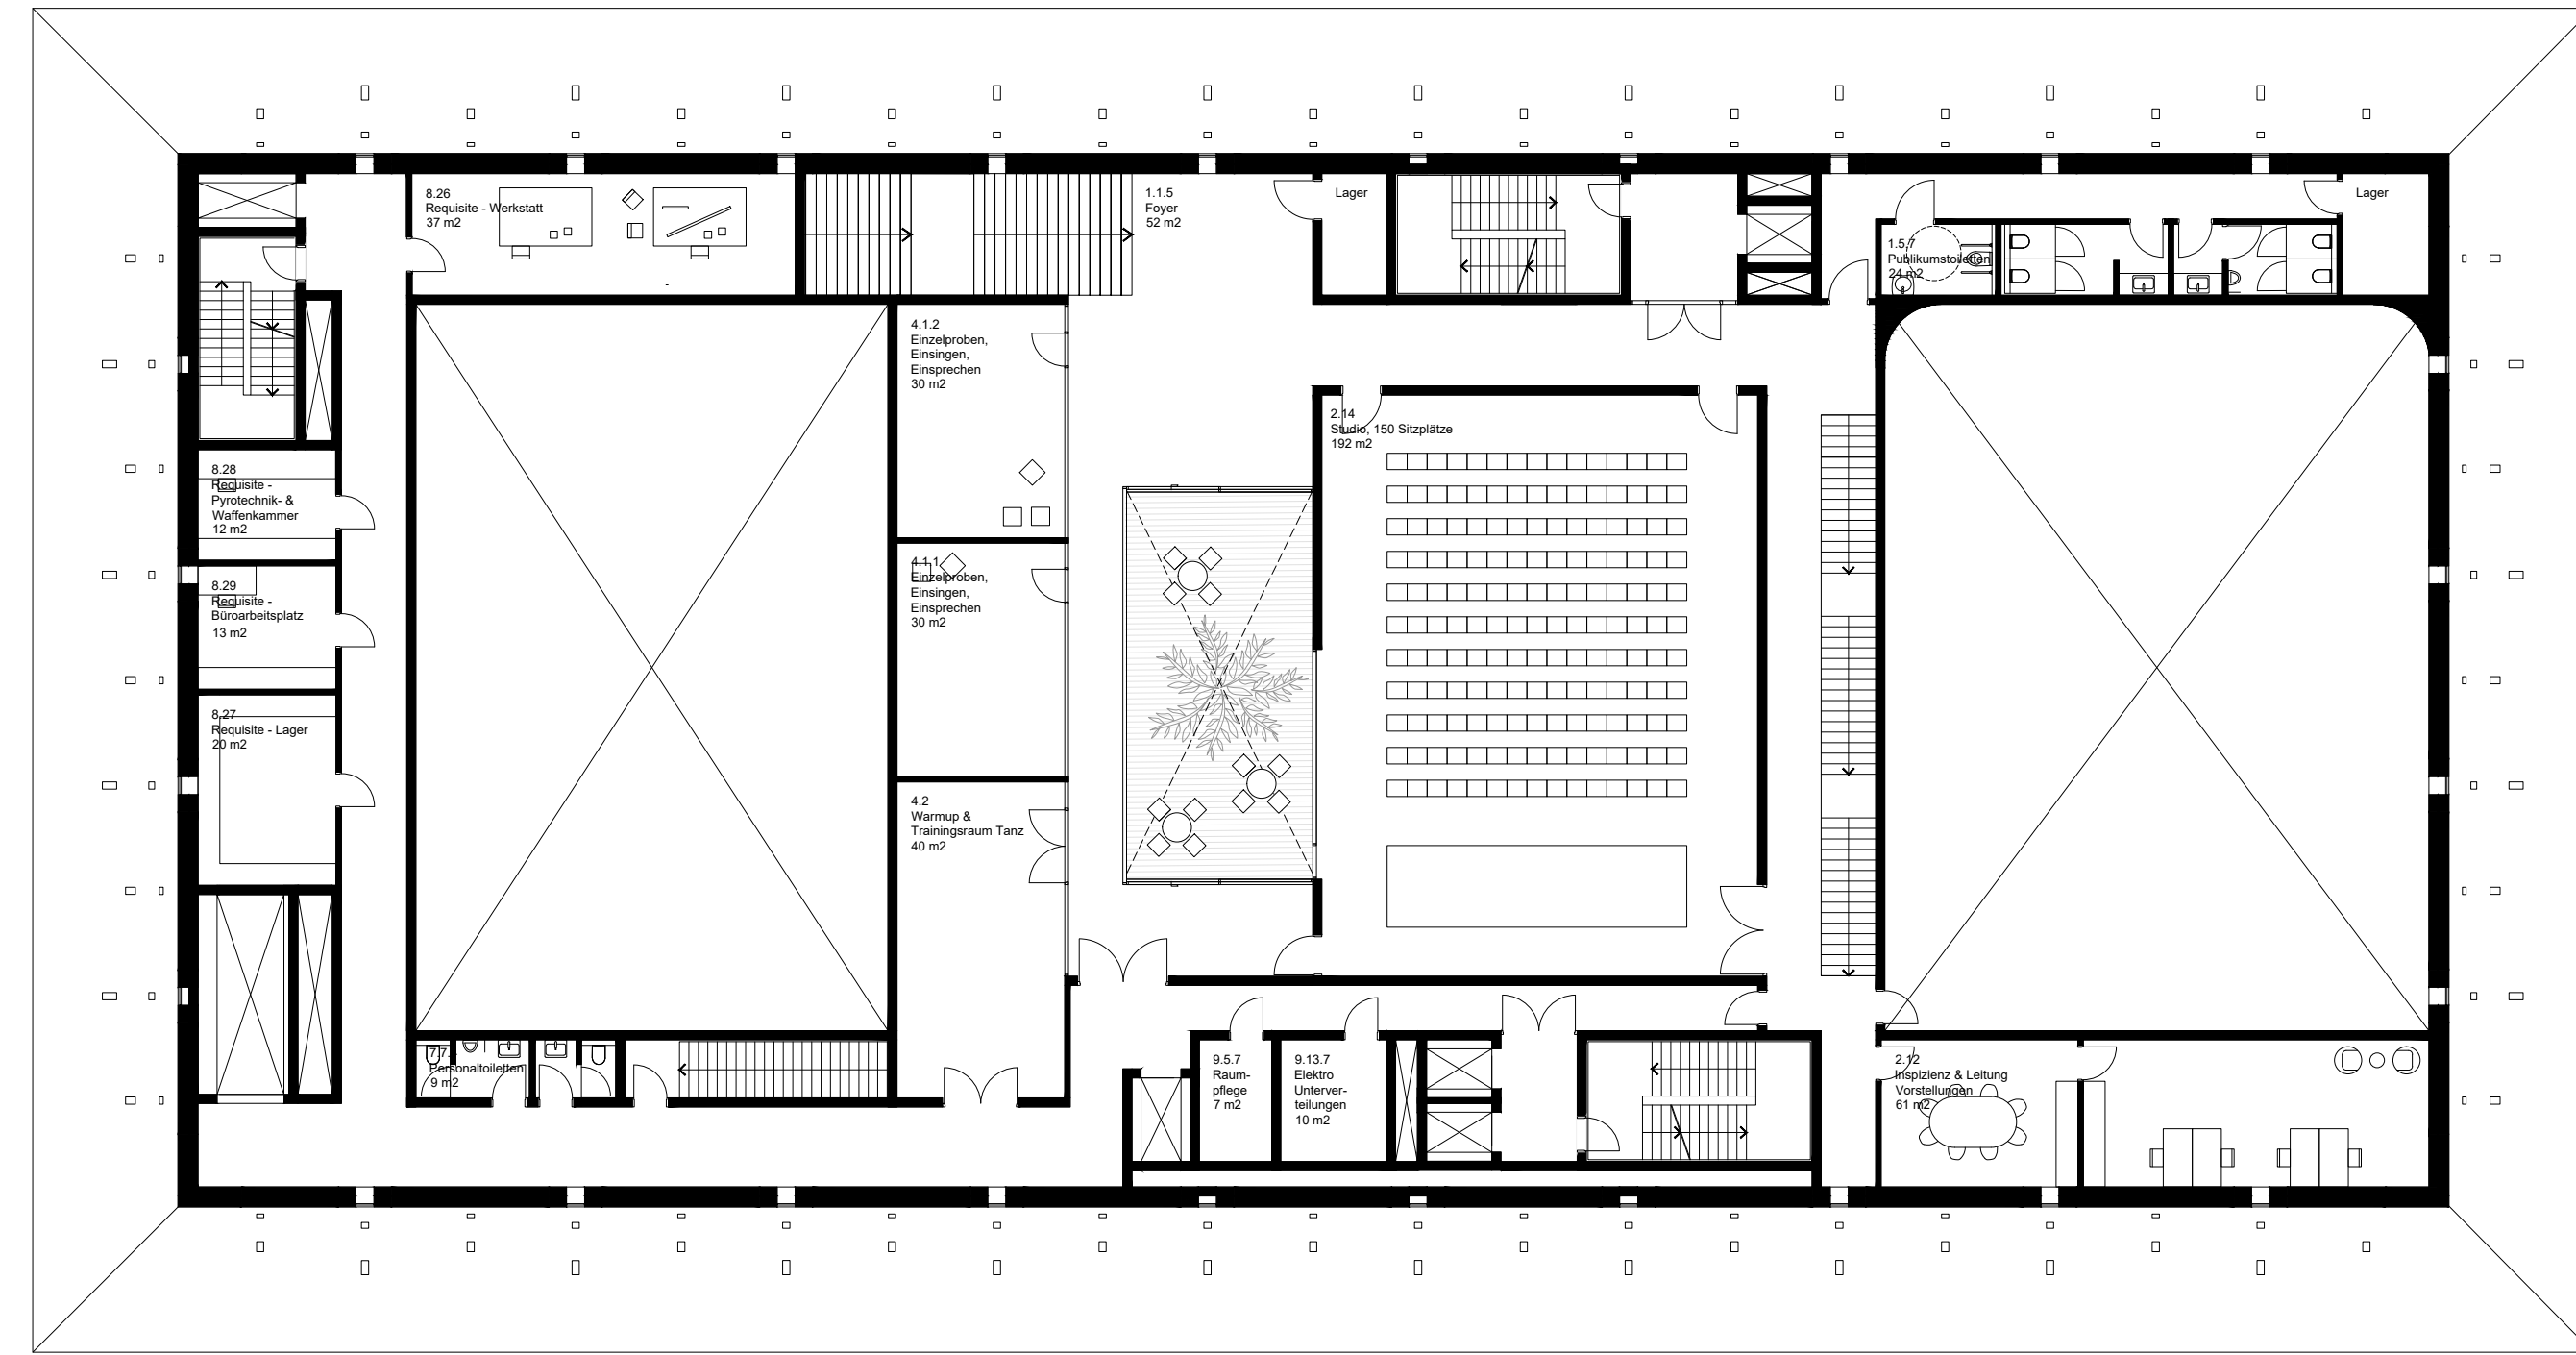 8.26
Requisite - Werkstatt
37 m2
1.1.5
Foyer
52 m2
Lager
Lager
1.5.7
Publikumstoiletten
24 m2
4.1.2
Einzelproben,
Einsingen,
Einsprechen
30 m2
2.14
Studio, 150 Sitzplätze
192 m2
8.28
Requisite -
Pyrotechnik- &
Waffenkammer
12 m2
4.1.1
Einzelproben,
Einsingen,
Einsprechen
30 m2
8.29
Requisite -
Büroarbeitsplatz
13 m2
8.27
Requisite - Lager
20 m2
4.2
Warmup &
Trainingsraum Tanz
40 m2
7.7.
Personaltoiletten
9 m2
9.5.7
Raum-
pflege
7 m2
9.13.7
Elektro
Unterver-
teilungen
10 m2
2.12
Inspizienz & Leitung
Vorstellungen
61 m2